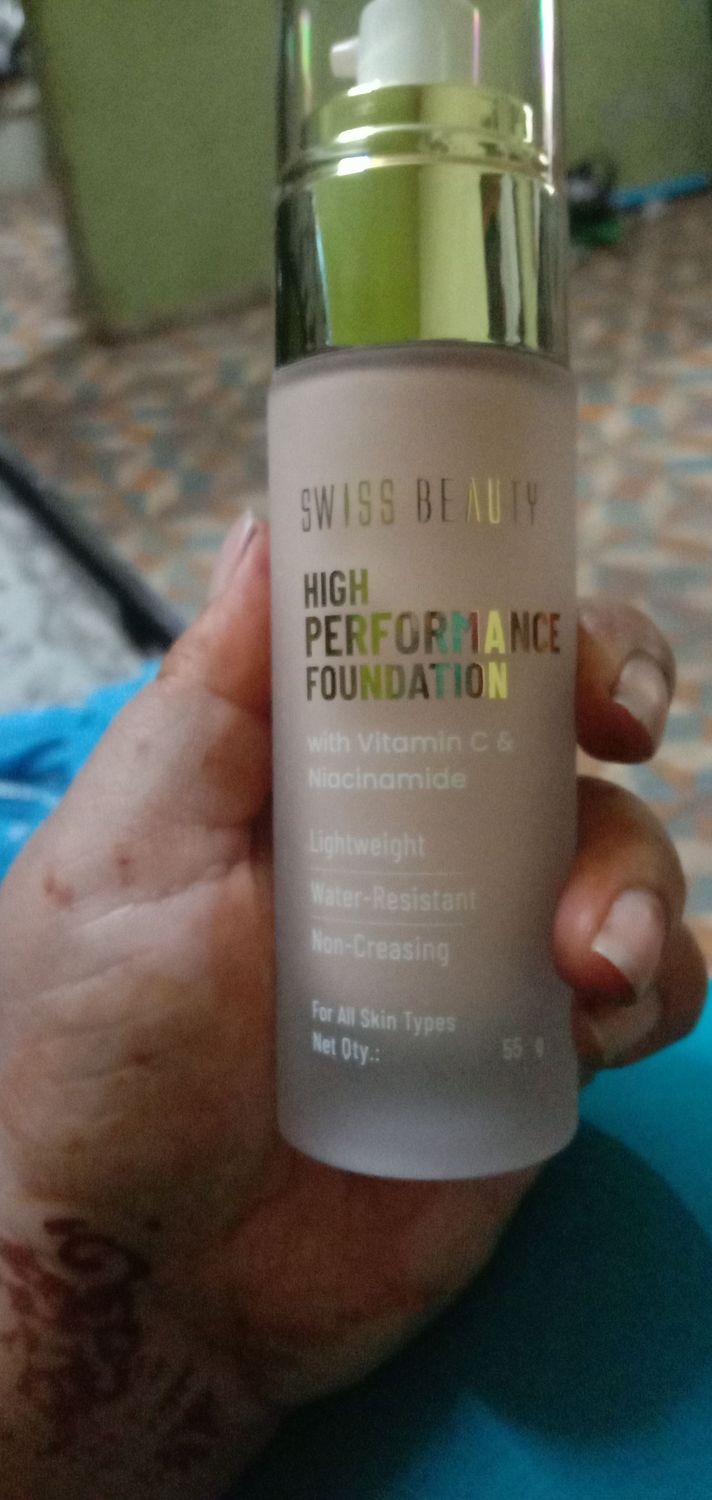 SWISS BEAUTY
HIGH
PERFORMANCE
FOUNDATION
with Vitamin C &
Niacinamide
Lightweight
Water-Resistant
Non-Creasing
For All Skin Types
Net Qty.: 55 g